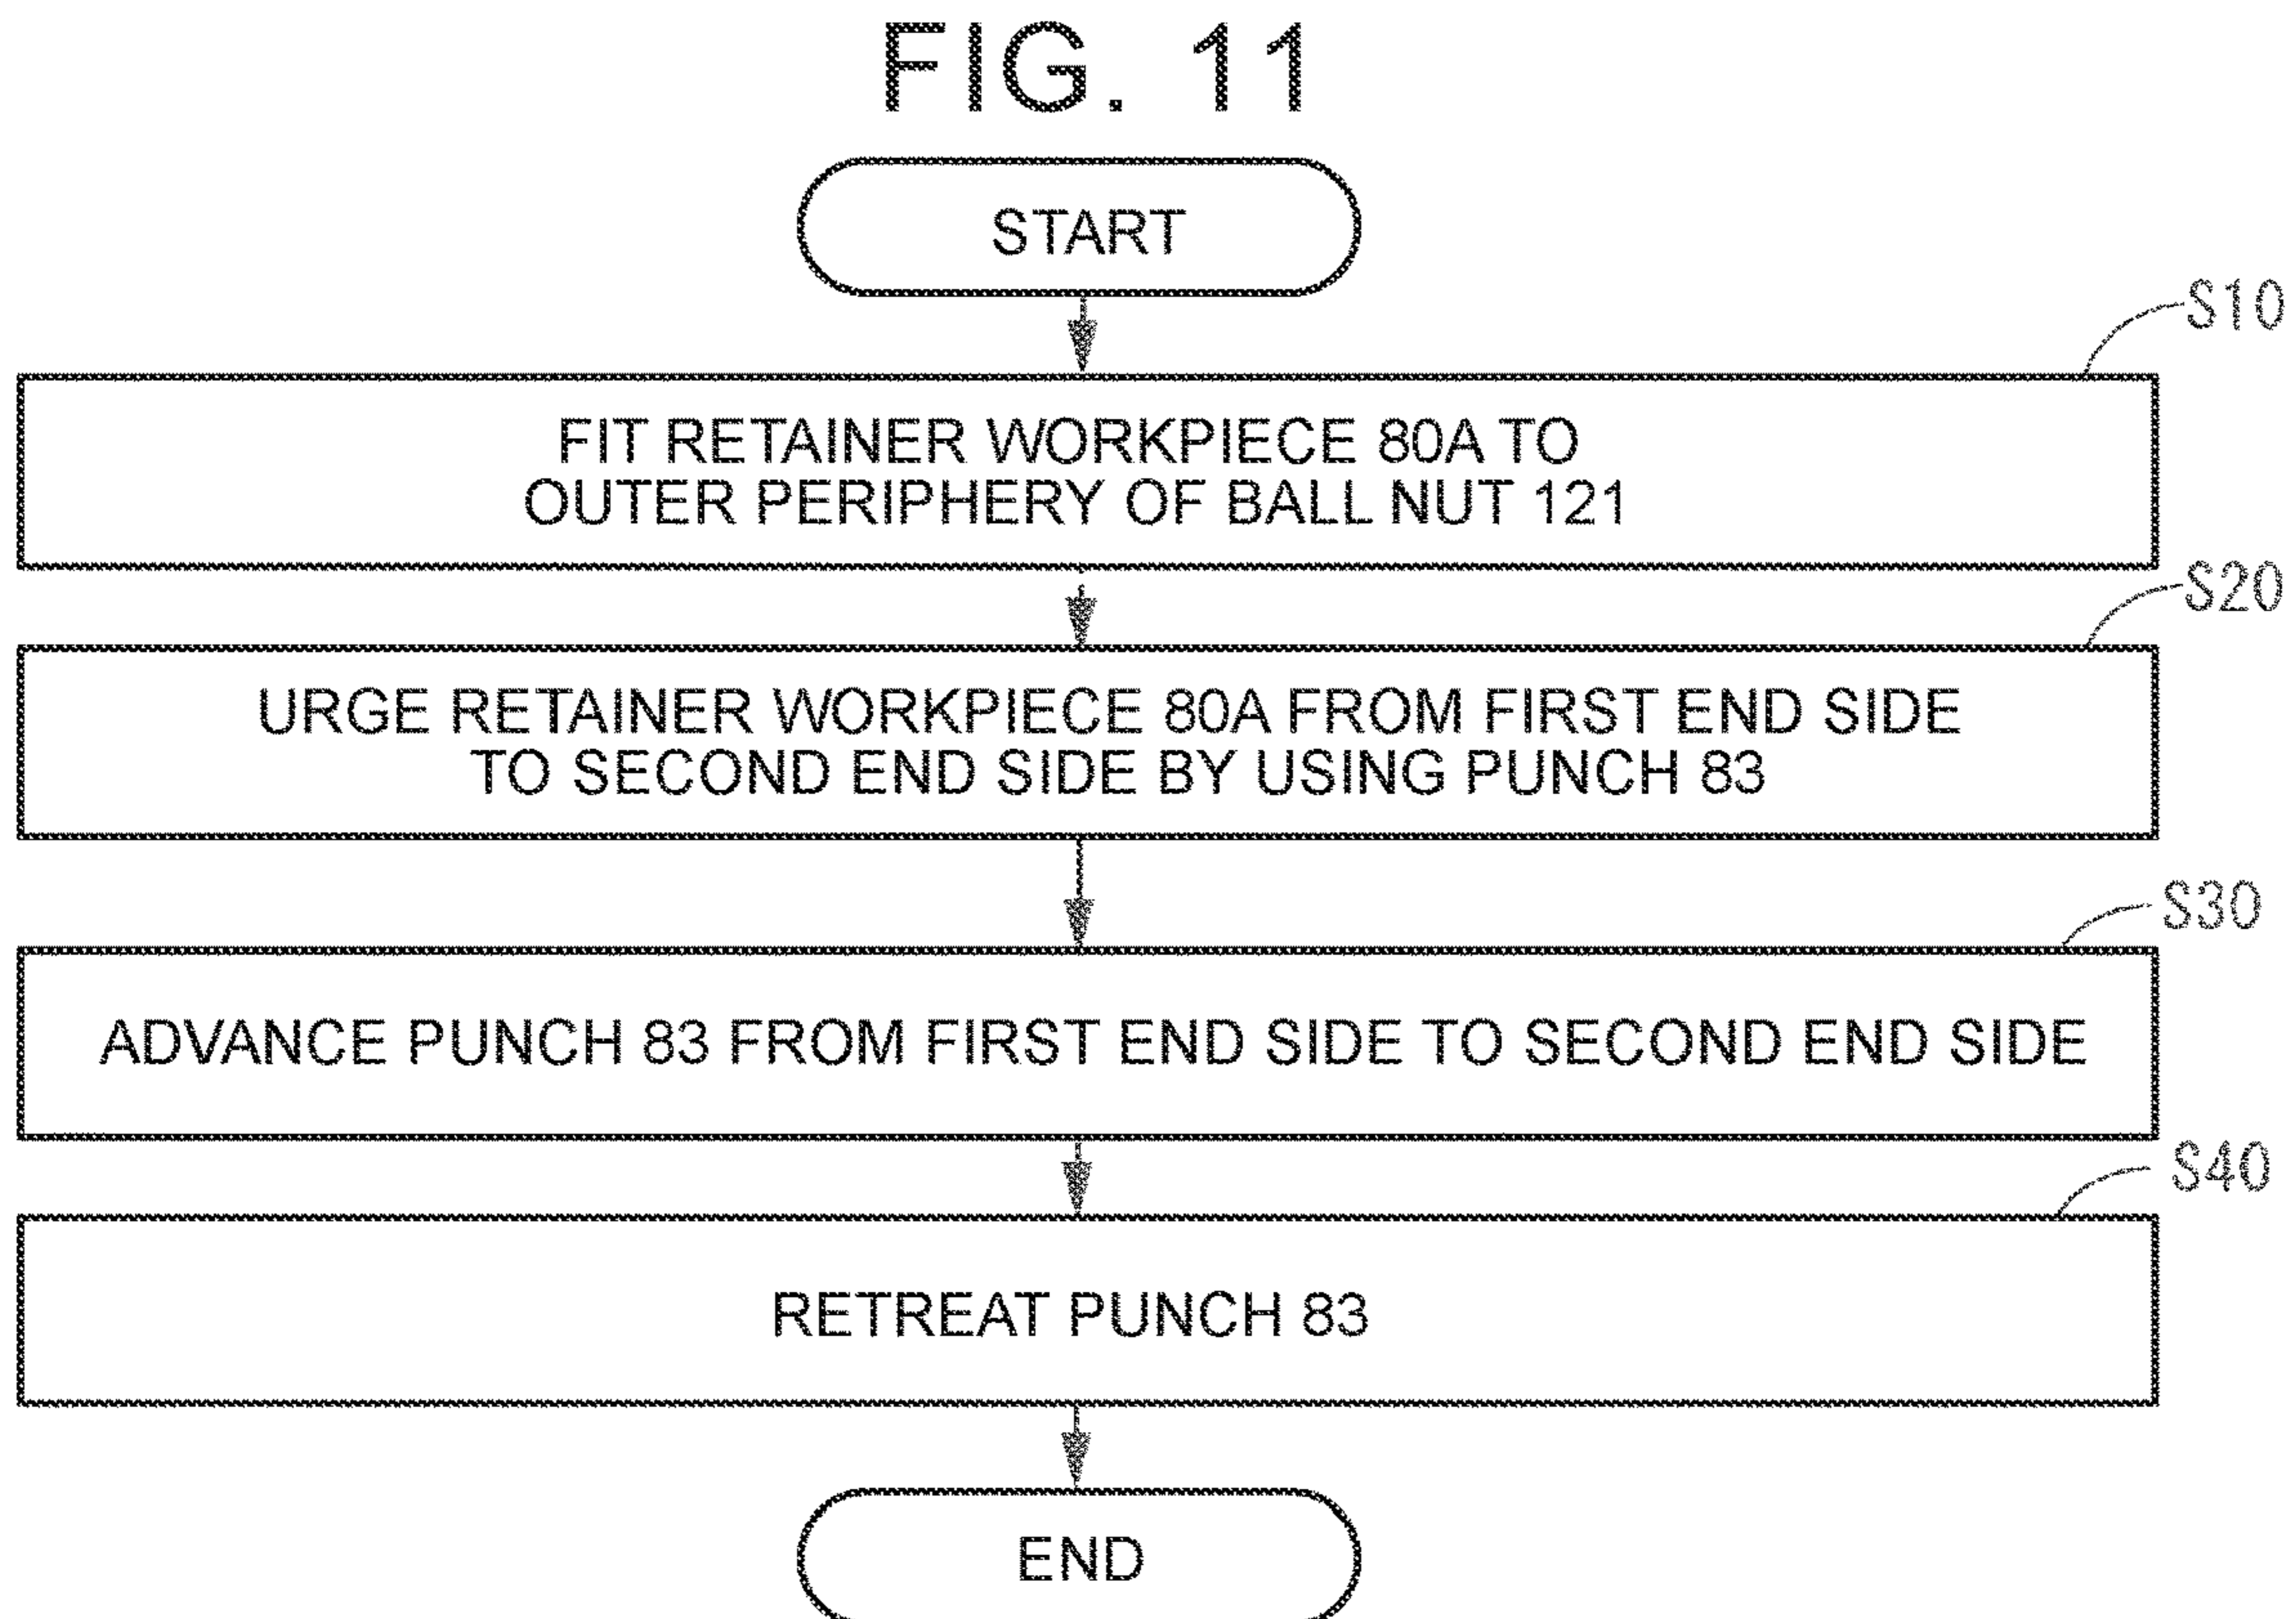 FIG. 11
START
S10
FIT RETAINER WORKPIECE 80A TO
OUTER PERIPHERY OF BALL NUT 121
S20
URGE RETAINER WORKPIECE 80A FROM FIRST END SIDE
TO SECOND END SIDE BY USING PUNCH 83
S30
ADVANCE PUNCH 83 FROM FIRST END SIDE TO SECOND END SIDE
S40
RETREAT PUNCH 83
END